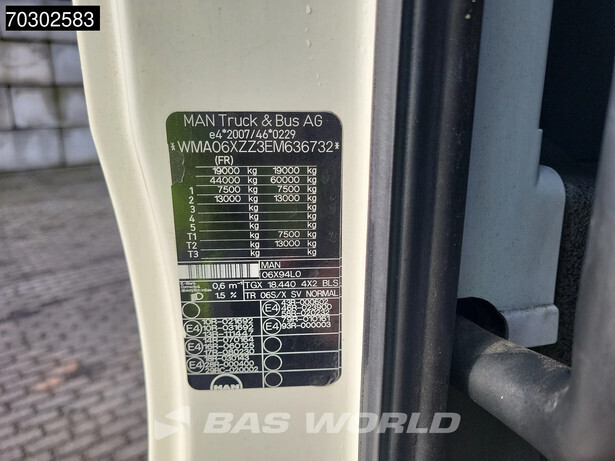 70302583
MAN Truck & Bus AG
e4*2007/46*0229
*WMA06XZZ3EM636732*
(FR)
19000 kg 19000 kg
44000 kg 60000 kg
1 7500 kg 7500 kg
2 13000 kg 13000 kg
3 kg kg
4 kg kg
5 kg kg
T1 kg 7500 kg
T2 kg 13000 kg
T3 kg kg
MAN
06X94L0
0,6 m⁻¹ TGX 18.440 4X2 BLS
1.5 % TR 06S/X SV NORMAL
E4
MAN
BAS WORLD